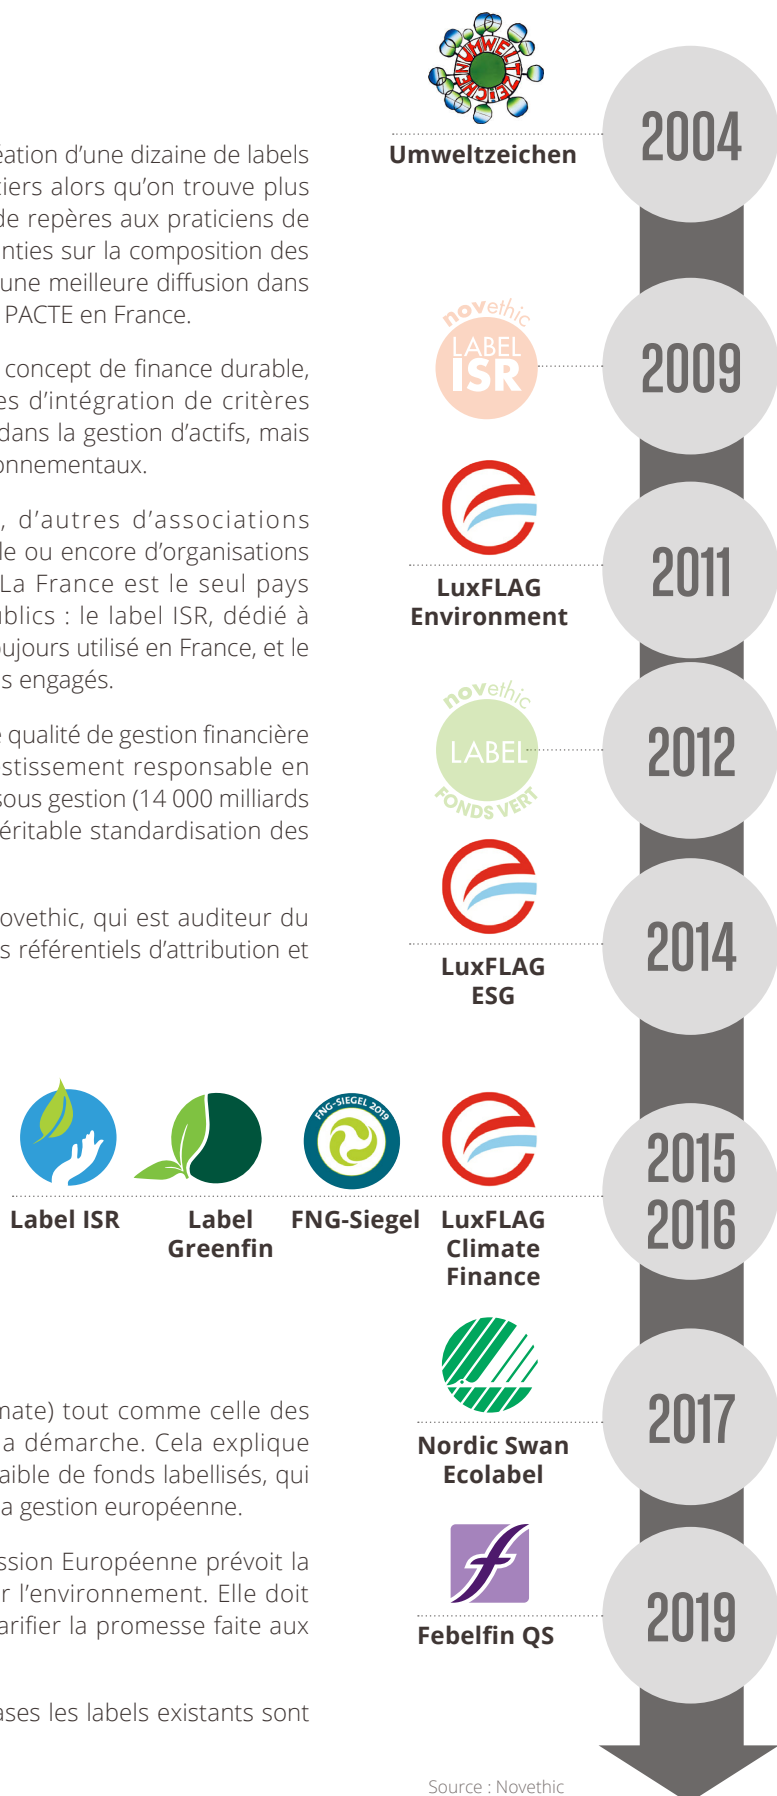 UMWELTZEICHEN
Umweltzeichen
2004
éation d’une dizaine de labels
tiers alors qu’on trouve plus
de repères aux praticiens de
nties sur la composition des
une meilleure diffusion dans
PACTE en France.
novethic
LABEL
ISR
2009
concept de finance durable,
es d’intégration de critères
dans la gestion d’actifs, mais
onnementaux.
LuxFLAG
Environment
2011
, d’autres d’associations
le ou encore d’organisations
La France est le seul pays
ublics : le label ISR, dédié à
oujours utilisé en France, et le
s engagés.
novethic
LABEL
FONDS VERT
2012
e qualité de gestion financière
estissement responsable en
sous gestion (14 000 milliards
éritable standardisation des
LuxFLAG
ESG
2014
ovethic, qui est auditeur du
s référentiels d’attribution et
Label ISR
Label
Greenfin
FNG-SIEGEL 2019
FNG-Siegel
LuxFLAG
Climate
Finance
2015
2016
Nordic Swan
Ecolabel
2017
mate) tout comme celle des
a démarche. Cela explique
aible de fonds labellisés, qui
a gestion européenne.
Febelfin QS
2019
ssion Européenne prévoit la
r l’environnement. Elle doit
arifier la promesse faite aux
ases les labels existants sont
Source : Novethic